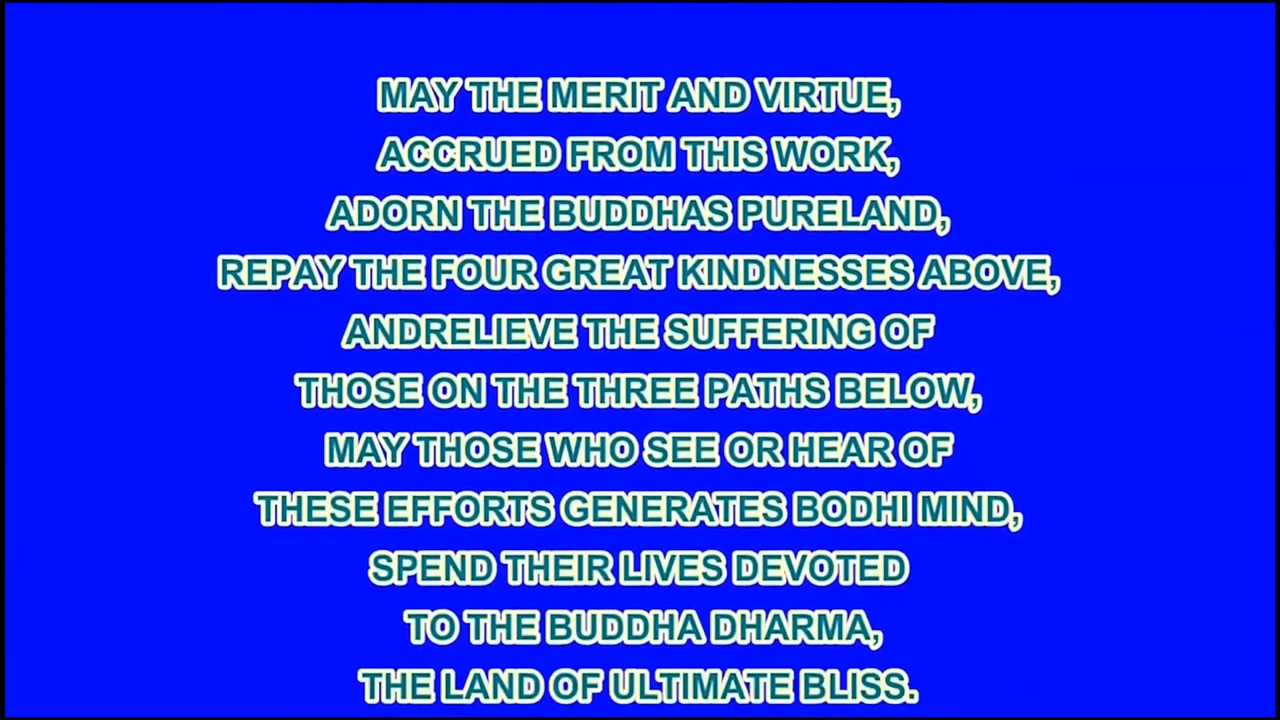 MAY THE MERIT AND VIRTUE,
ACCRUED FROM THIS WORK,
ADORN THE BUDDHAS PURELAND,
REPAY THE FOUR GREAT KINDNESSES ABOVE,
ANDRELIEVE THE SUFFERING OF
THOSE ON THE THREE PATHS BELOW,
MAY THOSE WHO SEE OR HEAR OF
THESE EFFORTS GENERATES BODHI MIND,
SPEND THEIR LIVES DEVOTED
TO THE BUDDHA DHARMA,
THE LAND OF ULTIMATE BLISS.